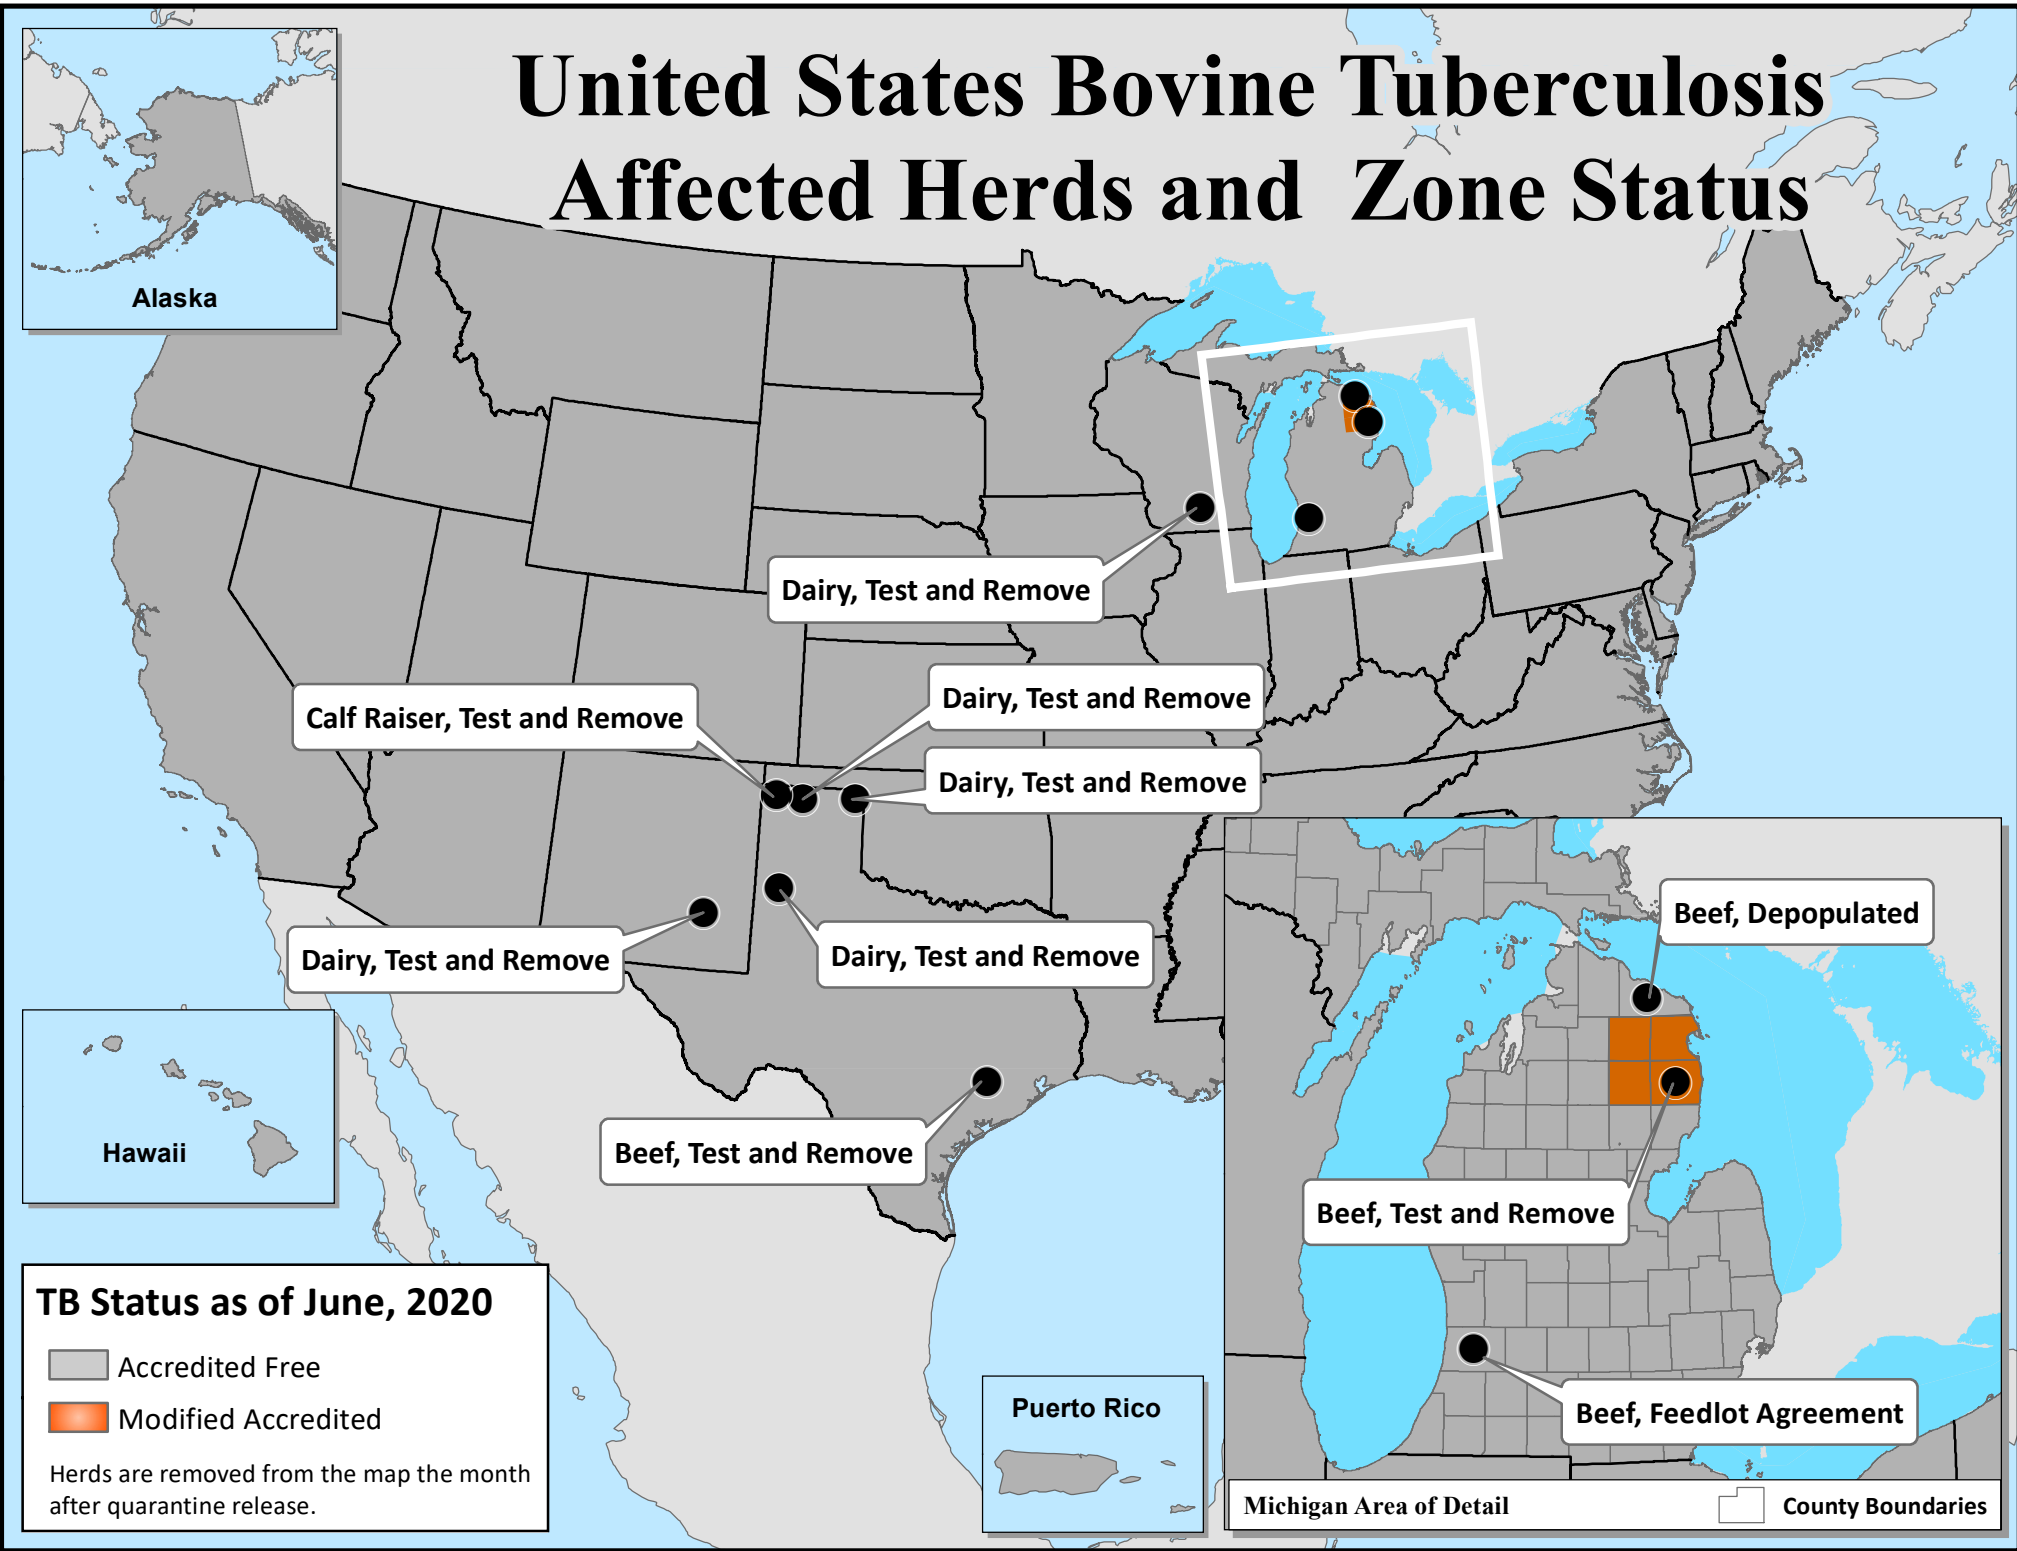 United States Bovine Tuberculosis
Affected Herds and Zone Status
Alaska
Dairy, Test and Remove
Calf Raiser, Test and Remove
Dairy, Test and Remove
Dairy, Test and Remove
Dairy, Test and Remove
Dairy, Test and Remove
Beef, Test and Remove
Hawaii
TB Status as of June, 2020
Accredited Free
Modified Accredited
Herds are removed from the map the month
after quarantine release.
Puerto Rico
Beef, Depopulated
Beef, Test and Remove
Beef, Feedlot Agreement
Michigan Area of Detail
County Boundaries